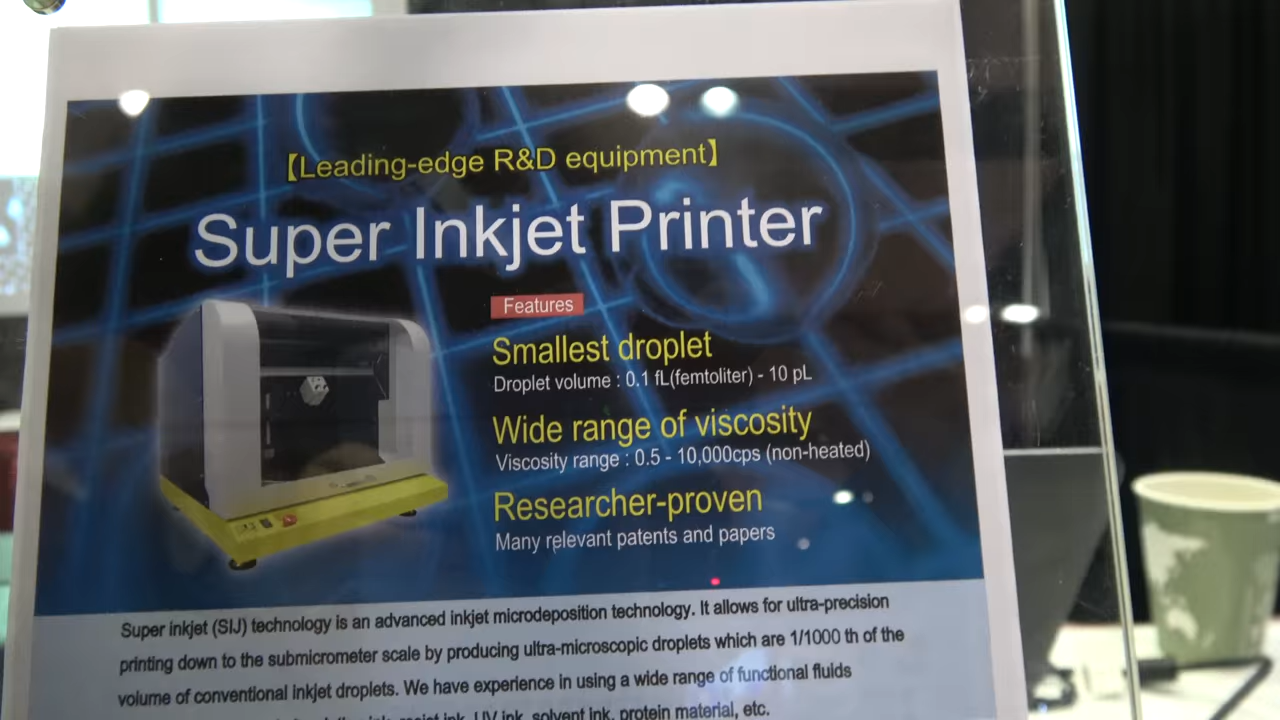 【Leading-edge R&D equipment】
Super Inkjet Printer
Features
Smallest droplet
Droplet volume : 0.1 fL(femtoliter) - 10 pL
Wide range of viscosity
Viscosity range : 0.5 - 10,000cps (non-heated)
Researcher-proven
Many relevant patents and papers
Super inkjet (SIJ) technology is an advanced inkjet microdeposition technology. It allows for ultra-precision
printing down to the submicrometer scale by producing ultra-microscopic droplets which are 1/1000 th of the
volume of conventional inkjet droplets. We have experience in using a wide range of functional fluids
ink, resist ink, UV ink, solvent ink, protein material, etc.